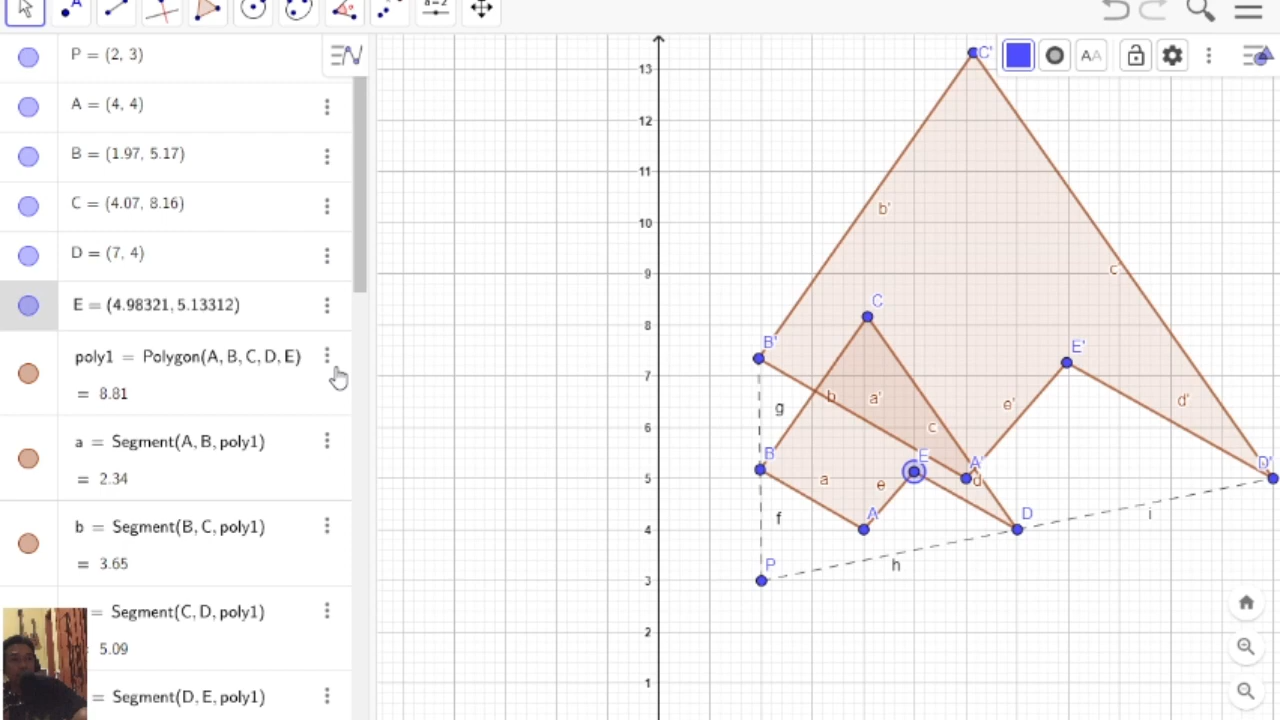 A
a=2
P = (2, 3)
A = (4, 4)
B = (1.97, 5.17)
C = (4.07, 8.16)
D = (7, 4)
E = (4.98321, 5.13312)
poly1 = Polygon(A, B, C, D, E)
= 8.81
a = Segment(A, B, poly1)
= 2.34
b = Segment(B, C, poly1)
= 3.65
= Segment(C, D, poly1)
5.09
= Segment(D, E, poly1)
AA
13
12
11
10
9
8
7
6
5
4
3
2
1
C'
b'
c
C
B'
E'
b
a'
e'
d'
g
c
B
E
A'
D'
a
e
d
f
A
D
i
P
h